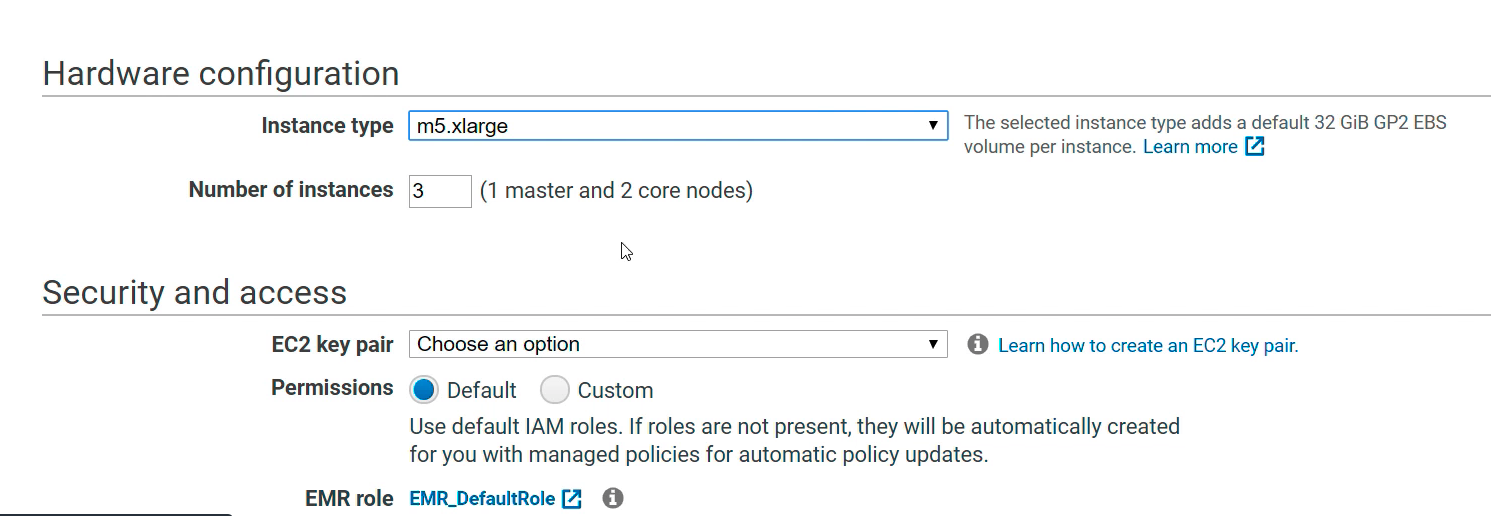 Hardware configuration
Instance type m5.xlarge The selected instance type adds a default 32 GiB GP2 EBS
volume per instance. Learn more
Number of instances 3 (1 master and 2 core nodes)
Security and access
EC2 key pair Choose an option Learn how to create an EC2 key pair.
Permissions Default Custom
Use default IAM roles. If roles are not present, they will be automatically created
for you with managed policies for automatic policy updates.
EMR role EMR_DefaultRole